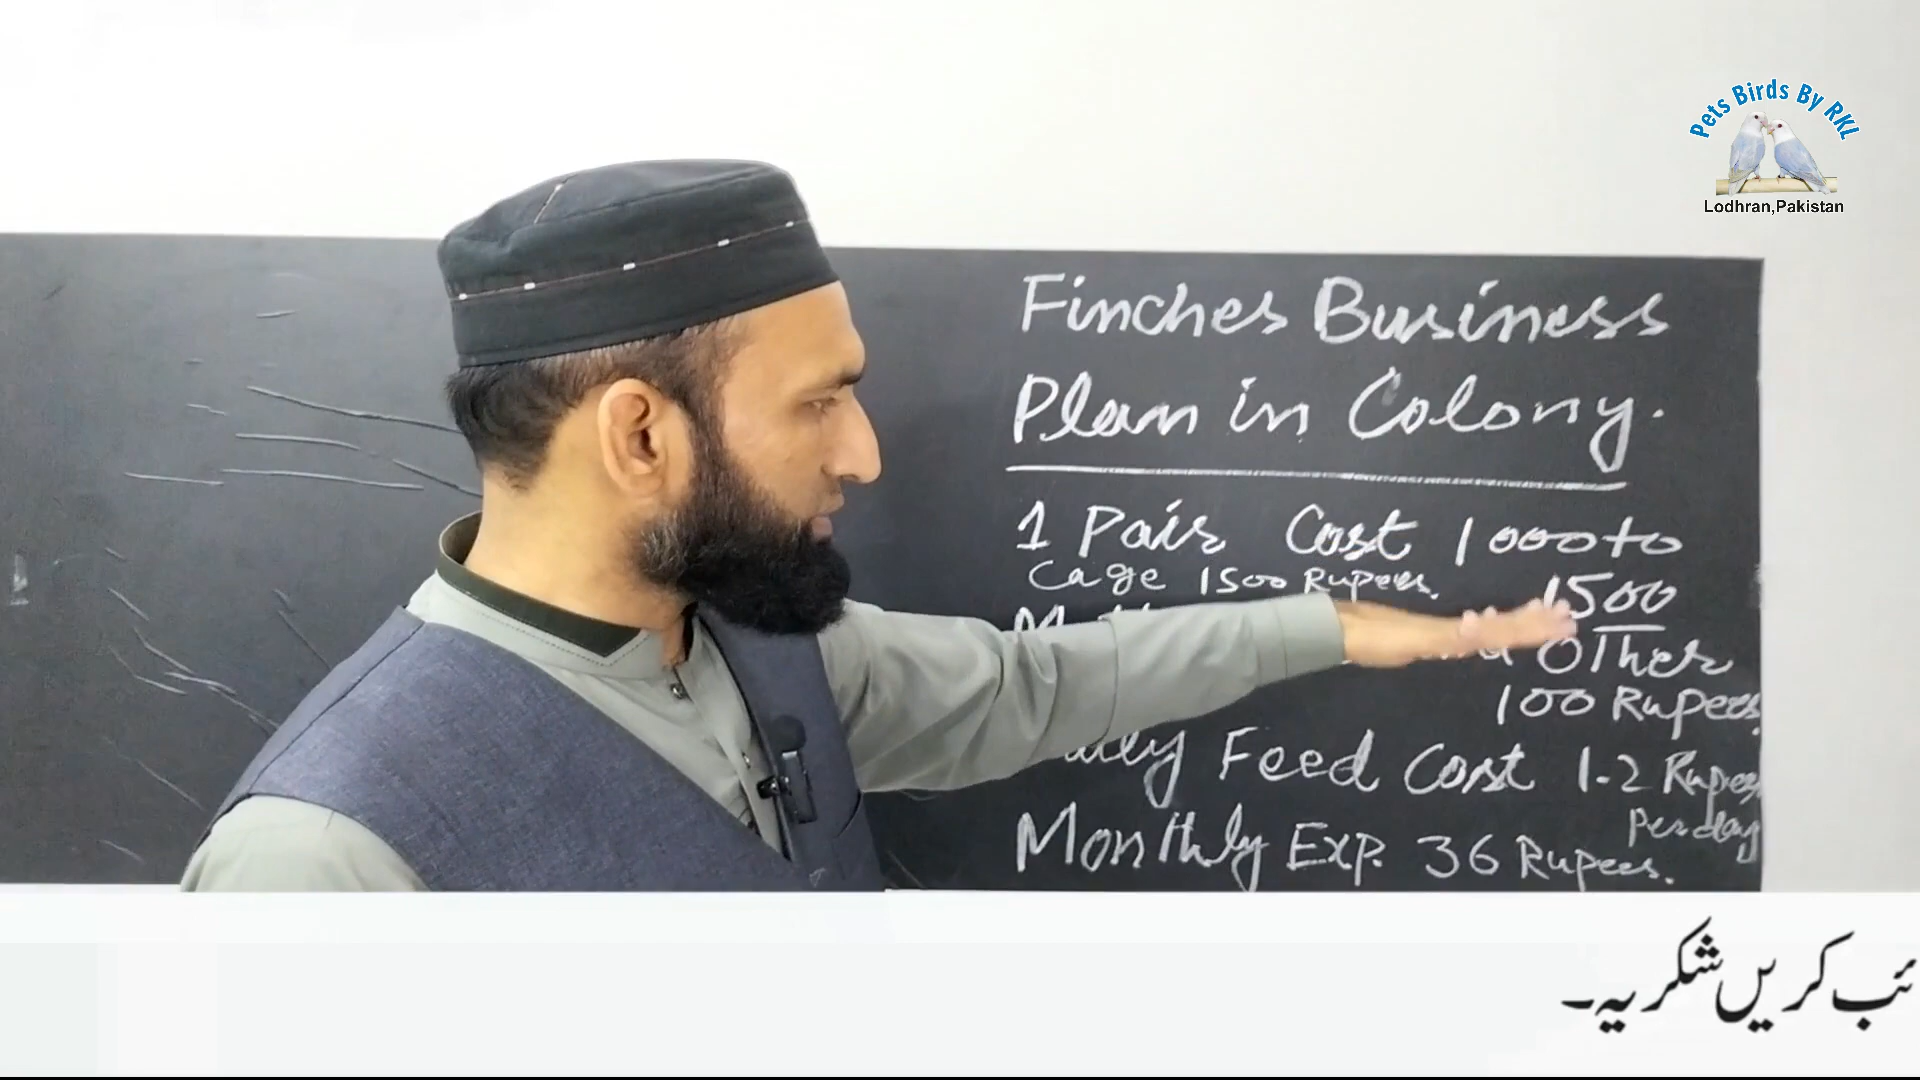 Pets Birds By RKL
Lodhran,Pakistan
Finches Business
Plan in Colony.
1 Pair Cost 1000 to
1500
Cage 1500 Rupees.
Other
100 Rupees.
Feed Cost 1.2 Rupees
Per day
Monthly Exp. 36 Rupees.
کریں شکریہ۔